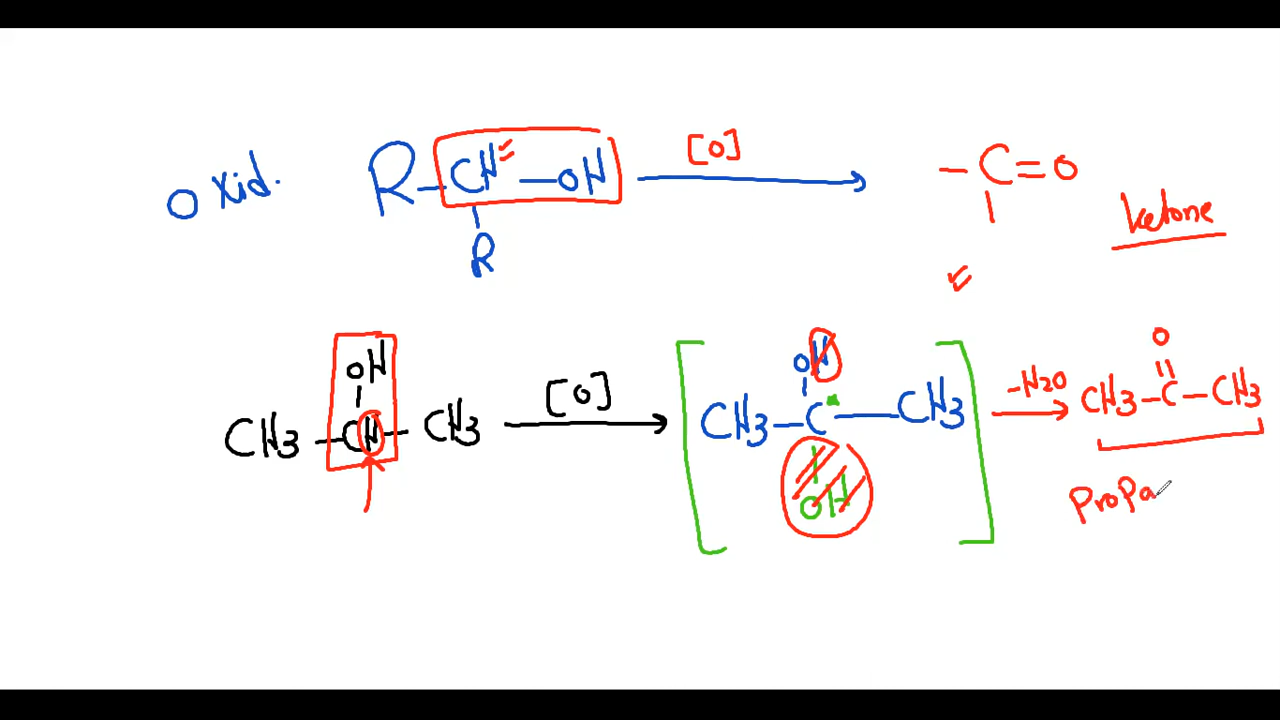 Oxid. R-CH-OH [O] -C=O
R
ketone
OH [O] OH -H2O O
CH3-CH-CH3 CH3-C-CH3 CH3-C-CH3
OH
ProPa